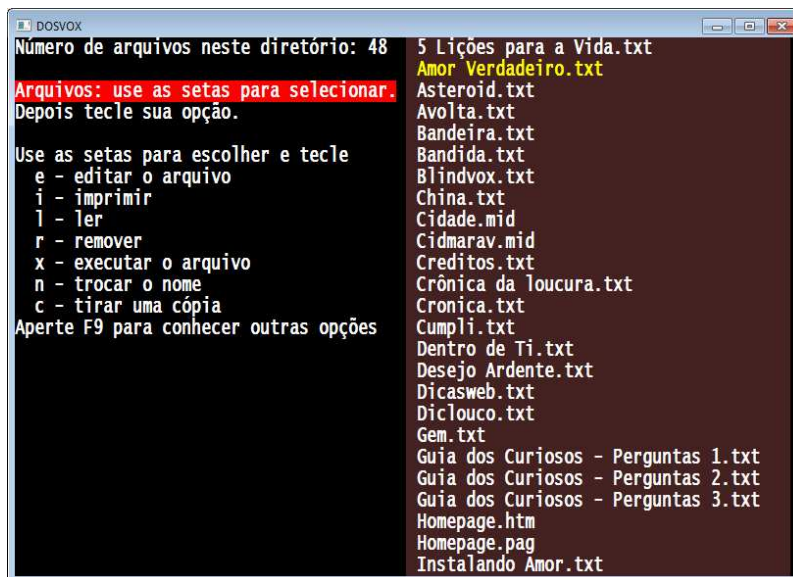 DOSVOX
Número de arquivos neste diretório: 48
Arquivos: use as setas para selecionar.
Depois tecle sua opção.
Use as setas para escolher e tecle
e - editar o arquivo
i - imprimir
l - ler
r - remover
x - executar o arquivo
n - trocar o nome
c - tirar uma cópia
Aperte F9 para conhecer outras opções
5 Lições para a Vida.txt
Amor Verdadeiro.txt
Asteroid.txt
Avolta.txt
Bandeira.txt
Bandida.txt
Blindvox.txt
China.txt
Cidade.mid
Cidmarav.mid
Creditos.txt
Crônica da loucura.txt
Cronica.txt
Cumpli.txt
Dentro de Ti.txt
Desejo Ardente.txt
Dicasweb.txt
Diclouco.txt
Gem.txt
Guia dos Curiosos - Perguntas 1.txt
Guia dos Curiosos - Perguntas 2.txt
Guia dos Curiosos - Perguntas 3.txt
Homepage.htm
Homepage.pag
Instalando Amor.txt